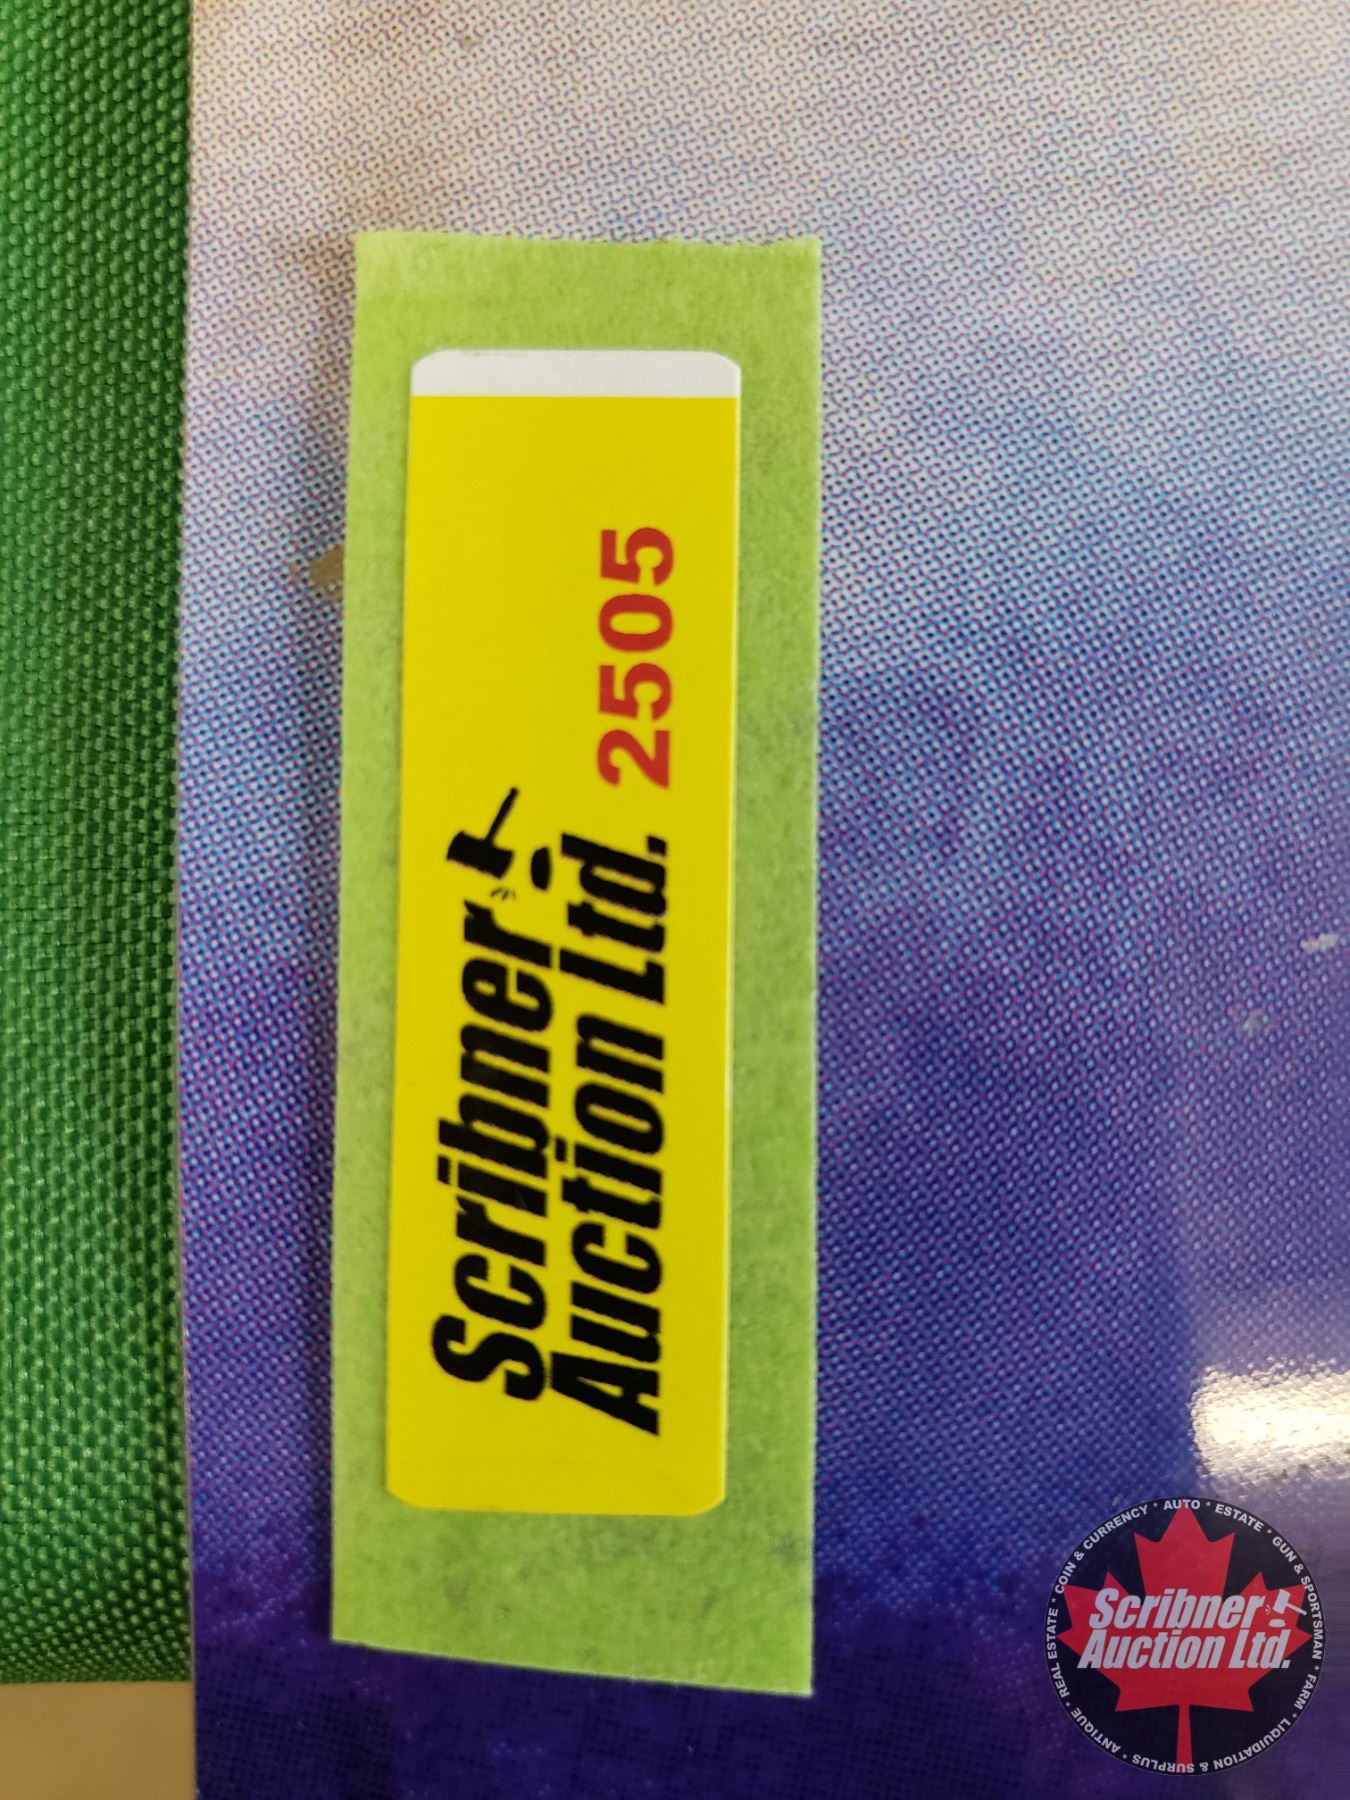 Scribner
Auction Ltd. 2505
COIN & CURRENCY * AUTO * ESTATE * GUN & SPORTSMAN * FARM * LIQUIDATION & SURPLUS * ANTIQUE * REAL ESTATE *
Scribner
Auction Ltd.